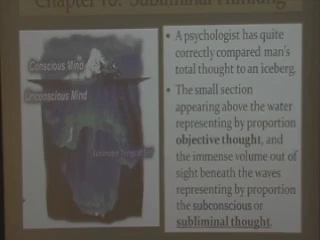 Chapter 10: Subliminal Thinking
• A psychologist has quite
correctly compared man's
total thought to an iceberg.
• The small section
appearing above the water
representing by proportion
objective thought, and
the immense volume out of
sight beneath the waves
representing by proportion
the subconscious or
subliminal thought.
Conscious Mind
Unconscious Mind